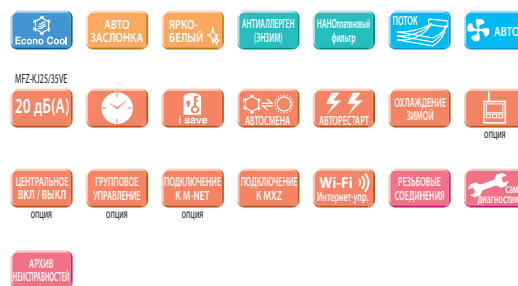 Econo Cool
АВТО
ЗАСЛОНКА
ЯРКО-
БЕЛЫЙ
АНТИАЛЛЕРГЕН
(ЭНЗИМ)
НАНОплатиновый
фильтр
ПОТОК
АВТО
MFZ-KJ25/35VE
20 дБ(А)
i save
АВТОСМЕНА
АВТОРЕСТАРТ
ОХЛАЖДЕНИЕ
ЗИМОЙ
опция
ЦЕНТРАЛЬНОЕ
ВКЛ / ВЫКЛ
опция
ГРУППОВОЕ
УПРАВЛЕНИЕ
опция
ПОДКЛЮЧЕНИЕ
К M-NET
опция
ПОДКЛЮЧЕНИЕ
К MXZ
Wi-Fi
Интернет-упр.
РЕЗЬБОВЫЕ
СОЕДИНЕНИЯ
сам
диагностик
АРХИВ
НЕИСПРАВНОСТЕЙ